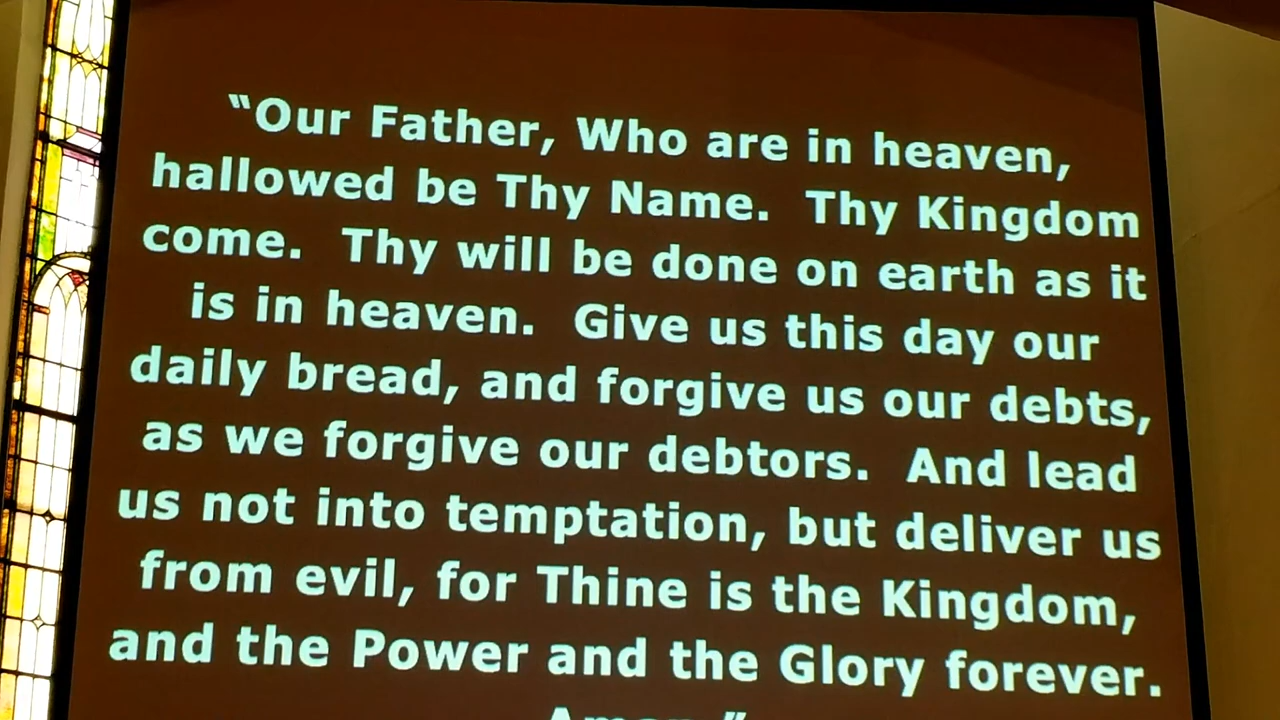 “Our Father, Who are in heaven,
hallowed be Thy Name.  Thy Kingdom
come.  Thy will be done on earth as it
is in heaven.  Give us this day our
daily bread, and forgive us our debts,
as we forgive our debtors.  And lead
us not into temptation, but deliver us
from evil, for Thine is the Kingdom,
and the Power and the Glory forever.
Amen.”